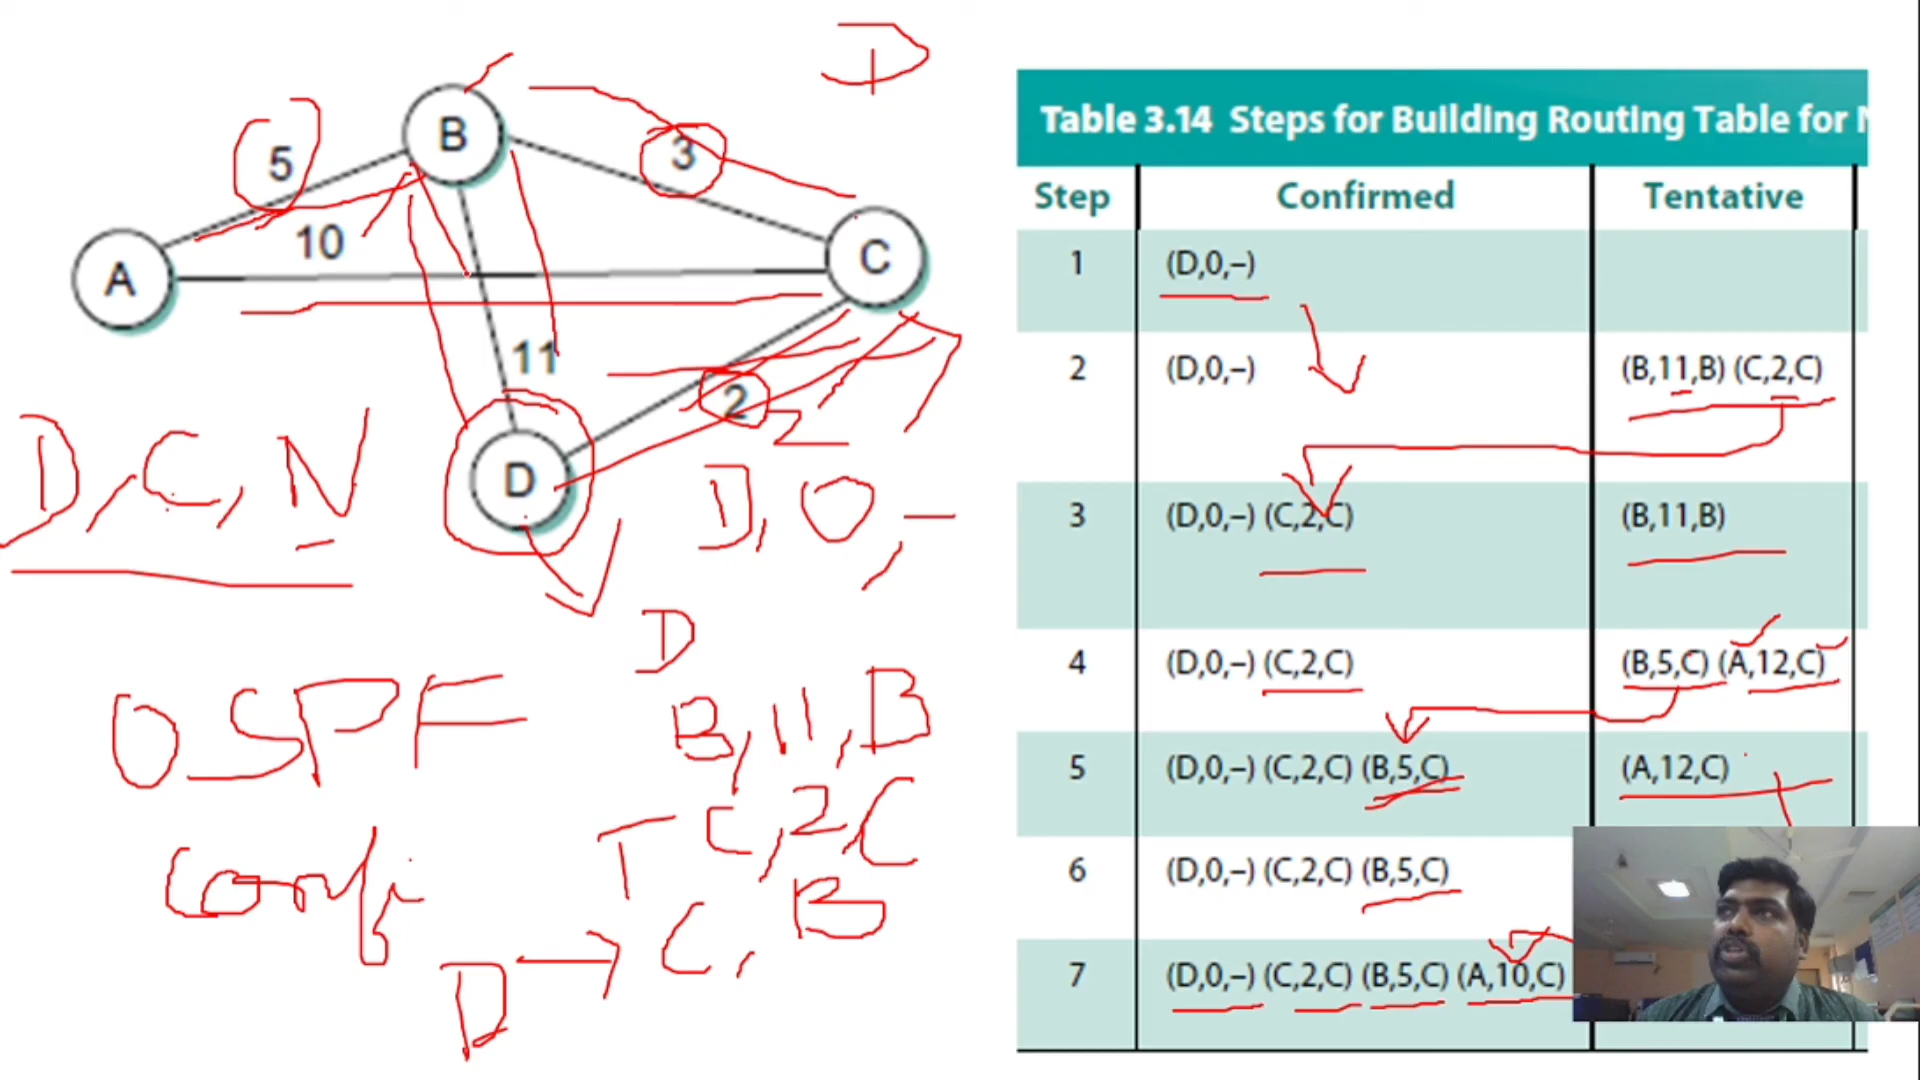 D
B
5
3
10
A
C
11
2
D
2
D, C, N
D, 0, –
D
OSPF
B, 11, B
T C, 2, C
Confi
D → C, B
Table 3.14 Steps for Building Routing Table for
Step Confirmed Tentative
1 (D,0,–)
2 (D,0,–) (B,11,B) (C,2,C)
3 (D,0,–) (C,2,C) (B,11,B)
4 (D,0,–) (C,2,C) (B,5,C) (A,12,C)
5 (D,0,–) (C,2,C) (B,5,C) (A,12,C)
6 (D,0,–) (C,2,C) (B,5,C)
7 (D,0,–) (C,2,C) (B,5,C) (A,10,C)